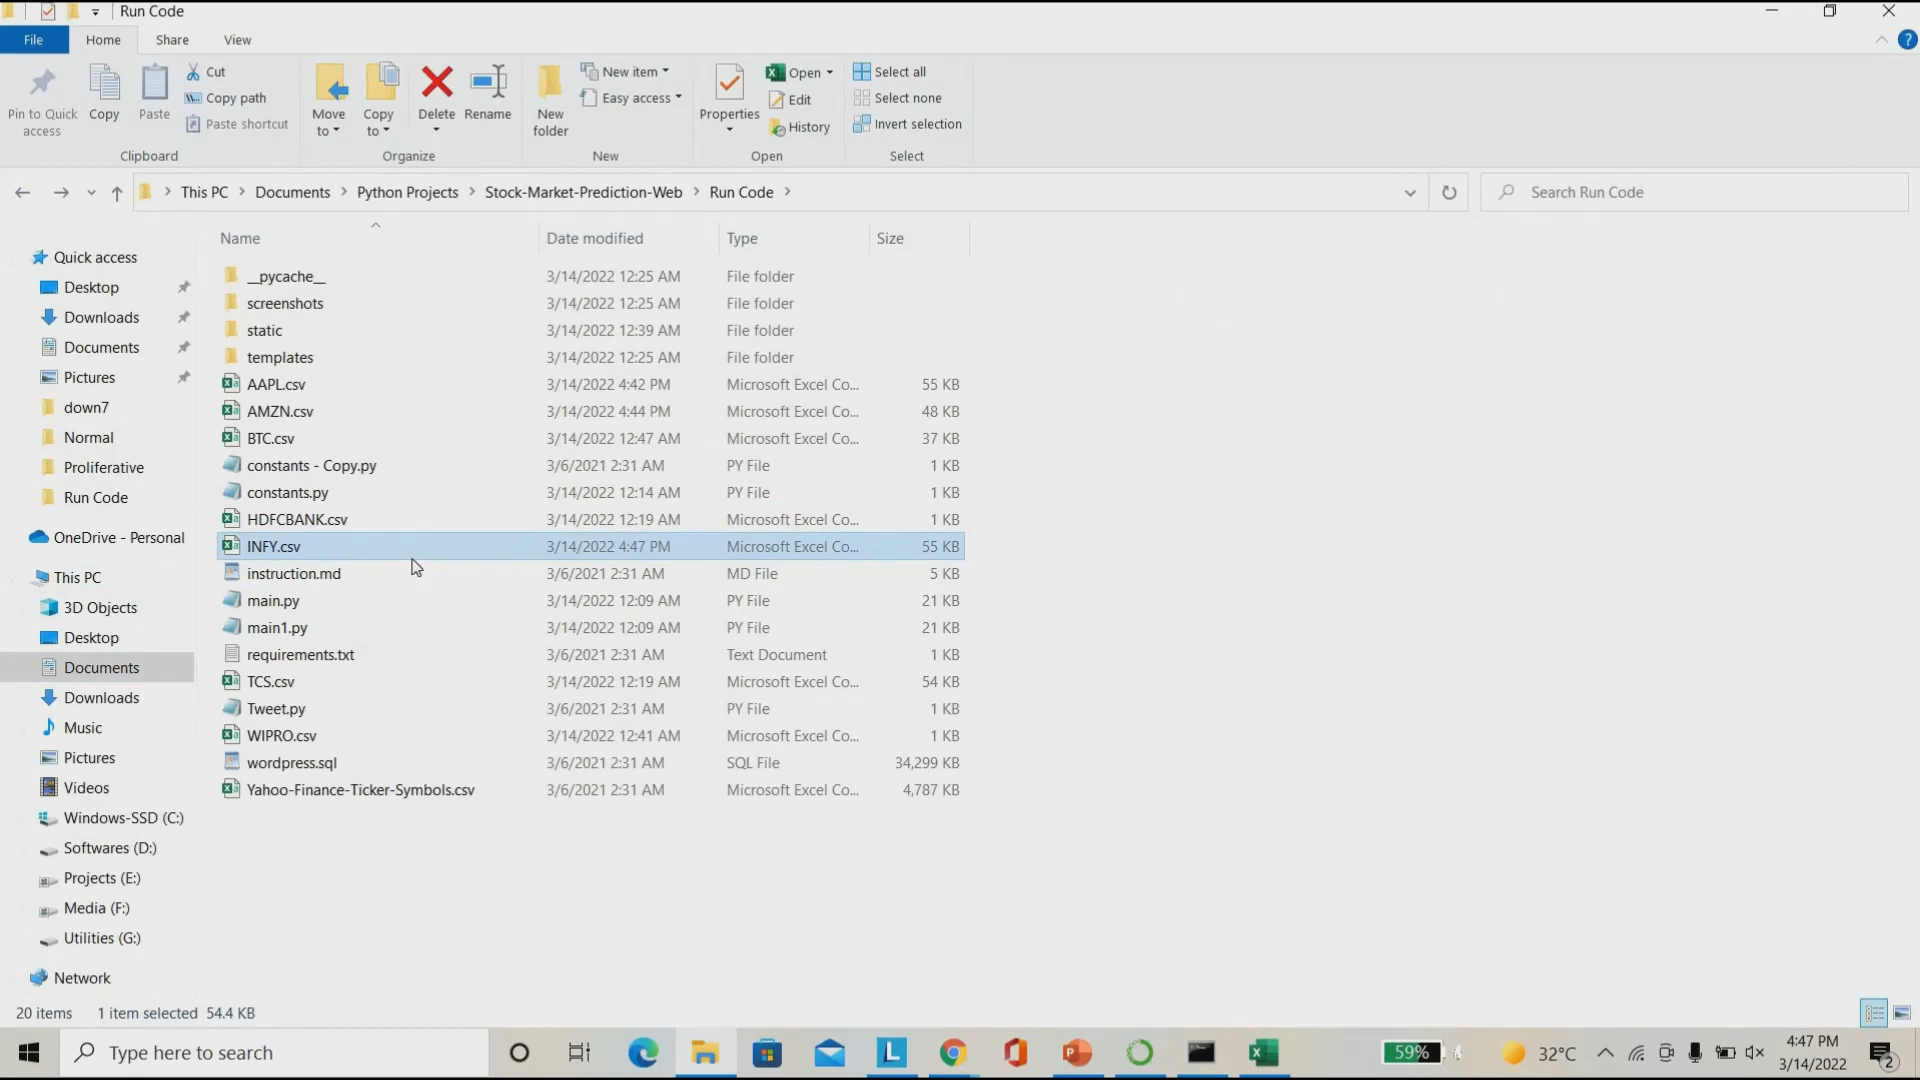 Run Code
File Home Share View
Pin to Quick access
Copy
Paste
Cut
Copy path
Paste shortcut
Clipboard
Move to
Copy to
Delete
Rename
Organize
New folder
New item
Easy access
New
Properties
Open
Edit
History
Open
Select all
Select none
Invert selection
Select
This PC > Documents > Python Projects > Stock-Market-Prediction-Web > Run Code >
Search Run Code
Name Date modified Type Size
__pycache__ 3/14/2022 12:25 AM File folder
screenshots 3/14/2022 12:25 AM File folder
static 3/14/2022 12:39 AM File folder
templates 3/14/2022 12:25 AM File folder
AAPL.csv 3/14/2022 4:42 PM Microsoft Excel Co... 55 KB
AMZN.csv 3/14/2022 4:44 PM Microsoft Excel Co... 48 KB
BTC.csv 3/14/2022 12:47 AM Microsoft Excel Co... 37 KB
constants - Copy.py 3/6/2021 2:31 AM PY File 1 KB
constants.py 3/14/2022 12:14 AM PY File 1 KB
HDFCBANK.csv 3/14/2022 12:19 AM Microsoft Excel Co... 1 KB
INFY.csv 3/14/2022 4:47 PM Microsoft Excel Co... 55 KB
instruction.md 3/6/2021 2:31 AM MD File 5 KB
main.py 3/14/2022 12:09 AM PY File 21 KB
main1.py 3/14/2022 12:09 AM PY File 21 KB
requirements.txt 3/6/2021 2:31 AM Text Document 1 KB
TCS.csv 3/14/2022 12:19 AM Microsoft Excel Co... 54 KB
Tweet.py 3/6/2021 2:31 AM PY File 1 KB
WIPRO.csv 3/14/2022 12:41 AM Microsoft Excel Co... 1 KB
wordpress.sql 3/6/2021 2:31 AM SQL File 34,299 KB
Yahoo-Finance-Ticker-Symbols.csv 3/6/2021 2:31 AM Microsoft Excel Co... 4,787 KB
Quick access
Desktop
Downloads
Documents
Pictures
down7
Normal
Proliferative
Run Code
OneDrive - Personal
This PC
3D Objects
Desktop
Documents
Downloads
Music
Pictures
Videos
Windows-SSD (C:)
Softwares (D:)
Projects (E:)
Media (F:)
Utilities (G:)
Network
20 items 1 item selected 54.4 KB
Type here to search
59%
32°C
4:47 PM
3/14/2022
2